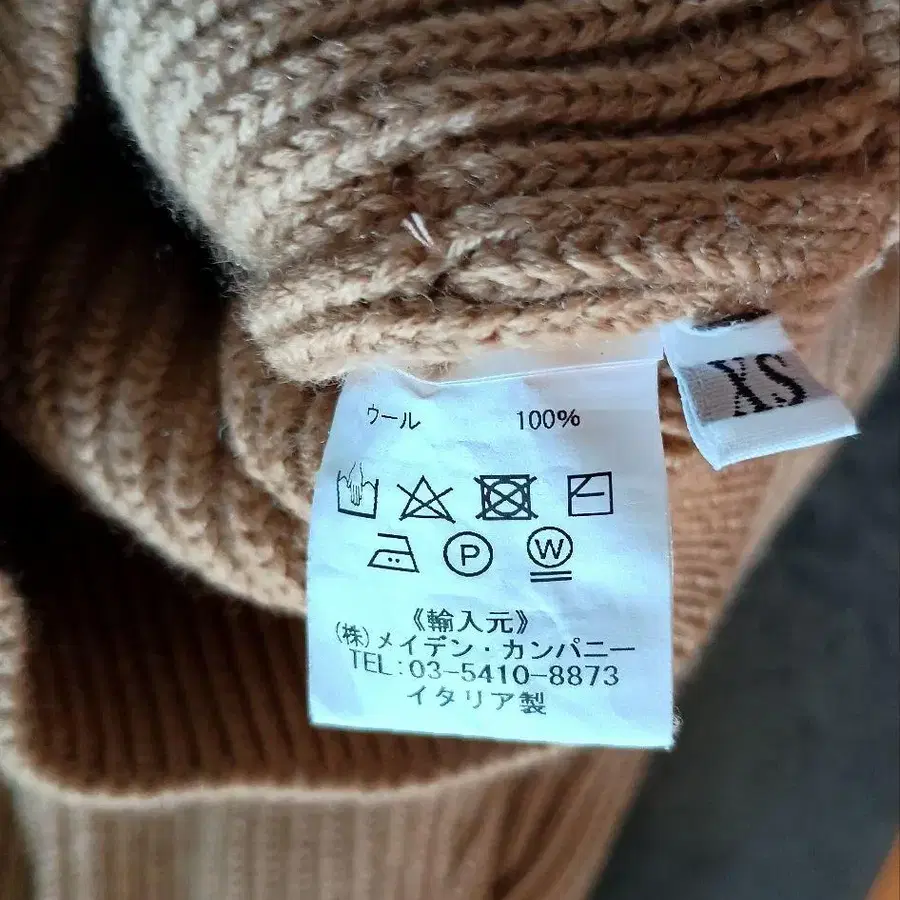 ウール 100%
XS
P W
《輸入元》
(株)メイデン・カンパニー
TEL:03-5410-8873
イタリア製